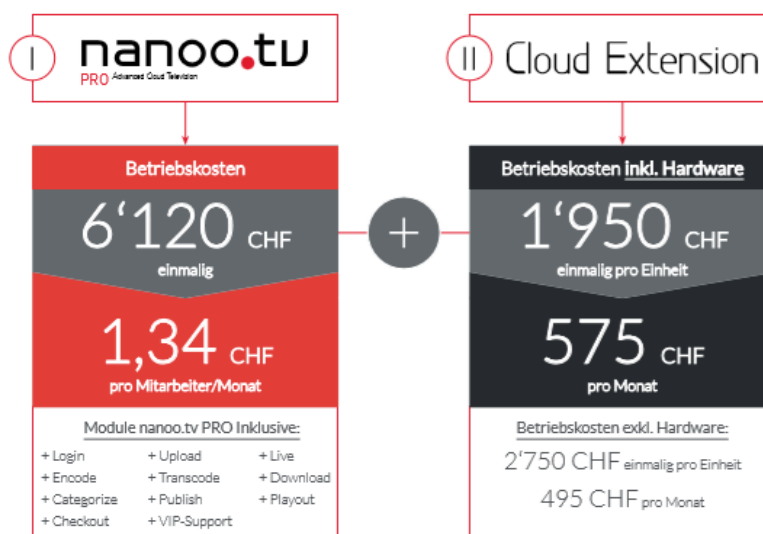 I
nanoo.tv
PRO Advanced Cloud Television
II
Cloud Extension
Betriebskosten
6‘120 CHF
einmalig
1,34 CHF
pro Mitarbeiter/Monat
Module nanoo.tv PRO Inklusive:
+ Login + Upload + Live
+ Encode + Transcode + Download
+ Categorize + Publish + Playout
+ Checkout + VIP-Support
+
Betriebskosten inkl. Hardware
1‘950 CHF
einmalig pro Einheit
575 CHF
pro Monat
Betriebskosten exkl. Hardware:
2‘750 CHF einmalig pro Einheit
495 CHF pro Monat